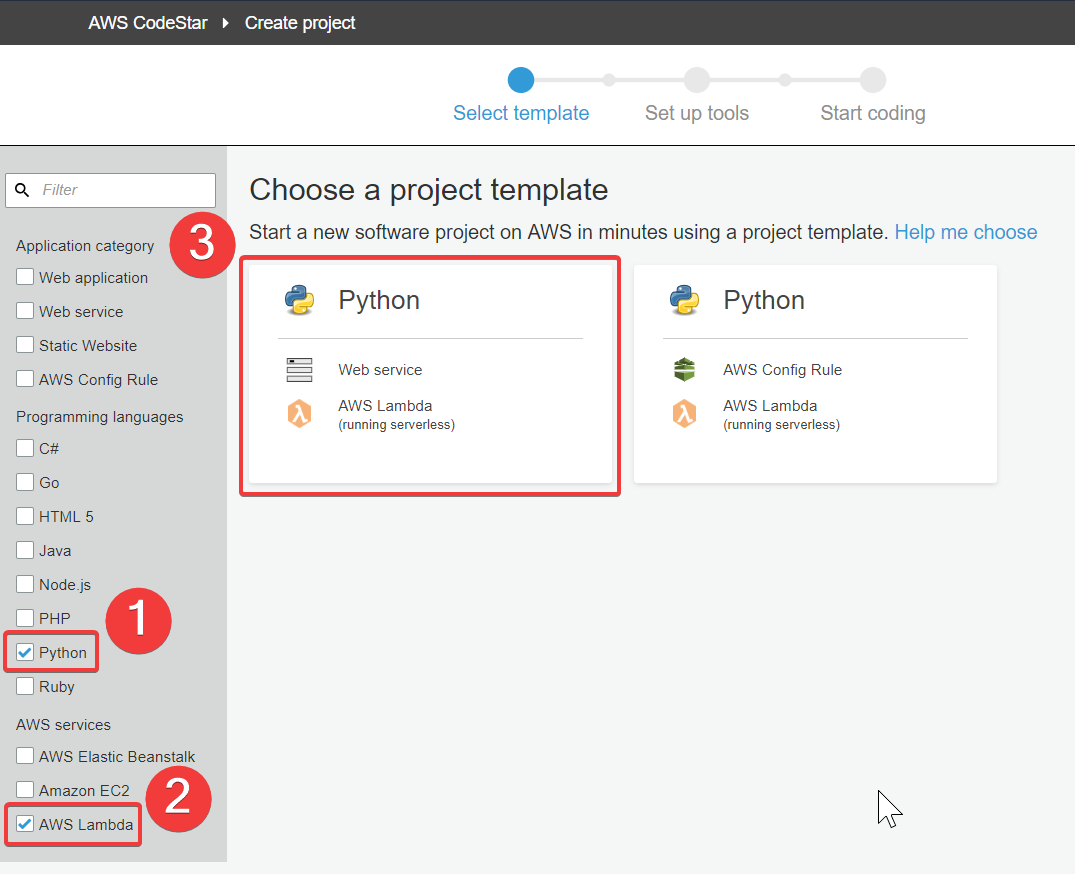 AWS CodeStar Create project
Select template
Set up tools
Start coding
Filter
Application category
Web application
Web service
Static Website
AWS Config Rule
Programming languages
C#
Go
HTML 5
Java
Node.js
PHP
1
Python
Ruby
AWS services
AWS Elastic Beanstalk
Amazon EC2
2
AWS Lambda
3
Choose a project template
Start a new software project on AWS in minutes using a project template. Help me choose
Python
Web service
AWS Lambda
(running serverless)
Python
AWS Config Rule
AWS Lambda
(running serverless)